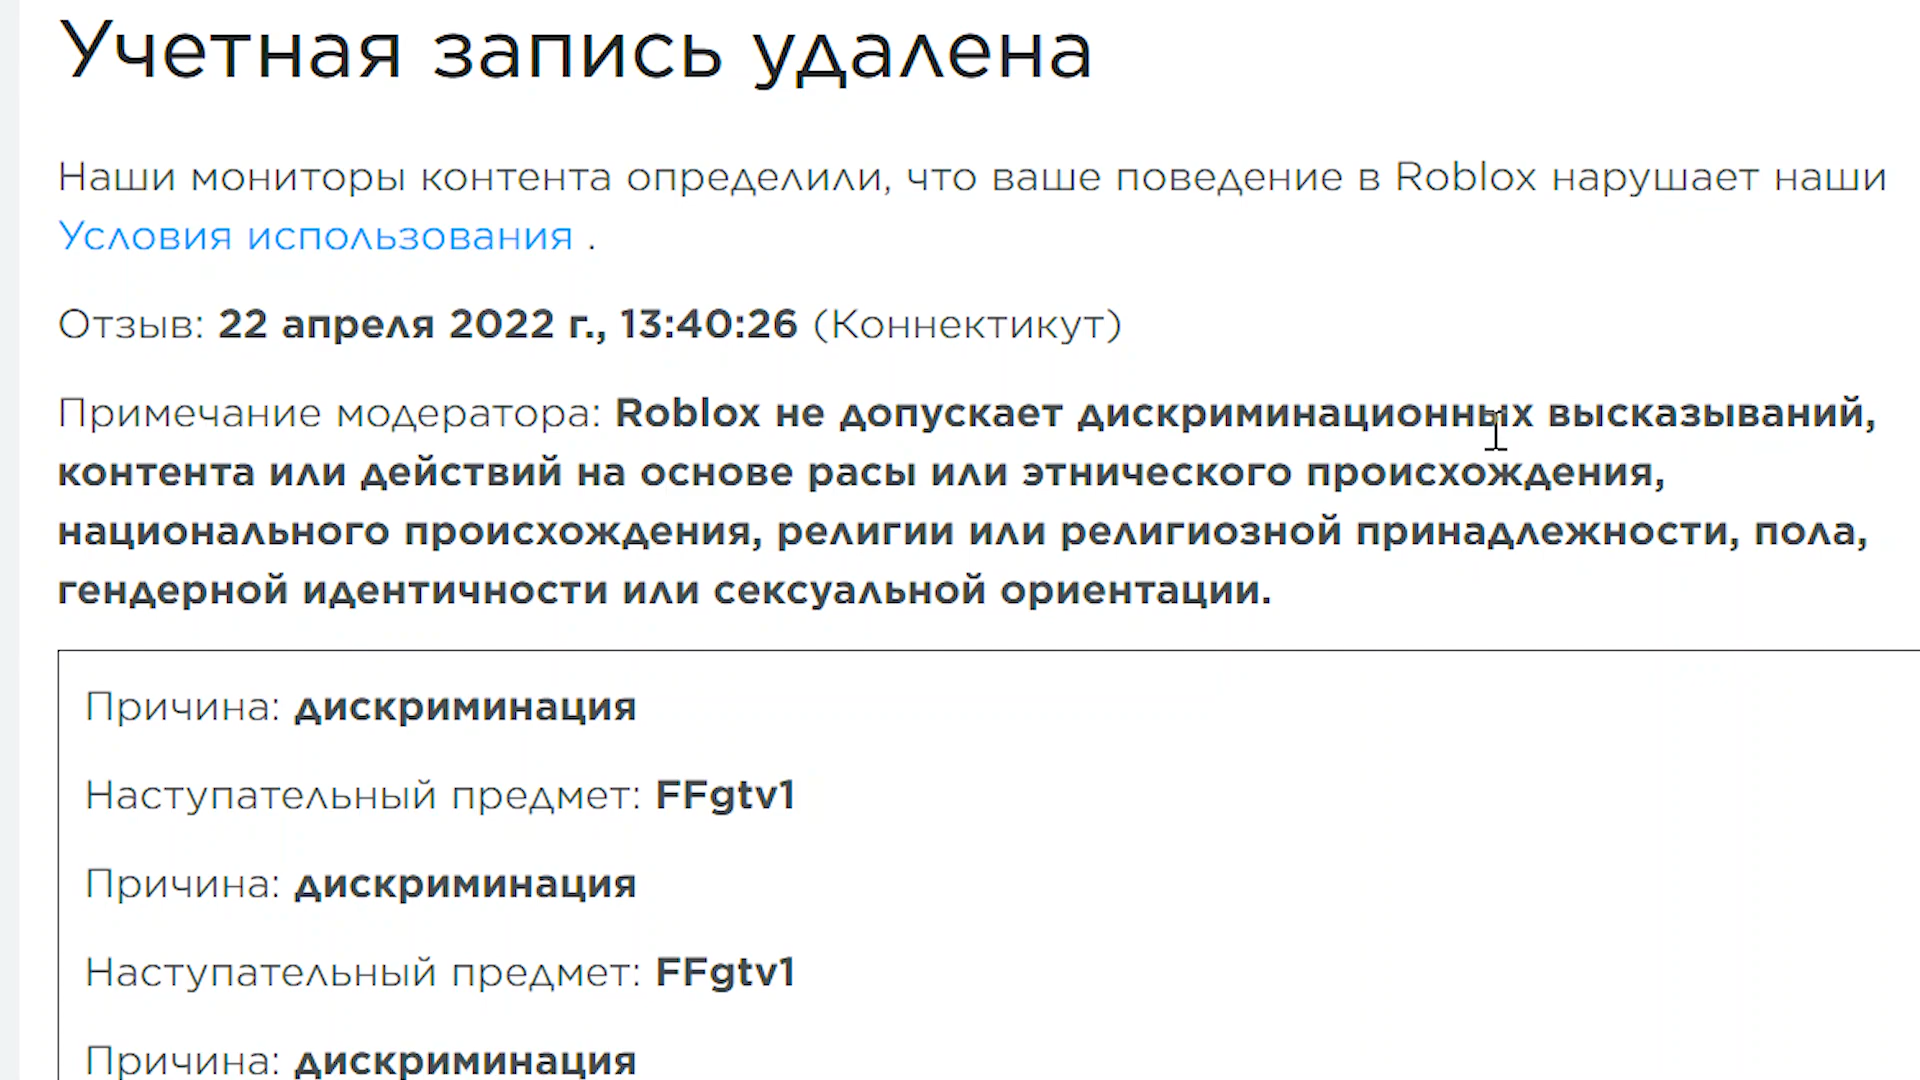 Учетная запись удалена
Наши мониторы контента определили, что ваше поведение в Roblox нарушает наши
Условия использования .
Отзыв: 22 апреля 2022 г., 13:40:26 (Коннектикут)
Примечание модератора: Roblox не допускает дискриминационных высказываний,
контента или действий на основе расы или этнического происхождения,
национального происхождения, религии или религиозной принадлежности, пола,
гендерной идентичности или сексуальной ориентации.
Причина: дискриминация
Наступательный предмет: FFgtv1
Причина: дискриминация
Наступательный предмет: FFgtv1
Причина: дискриминация